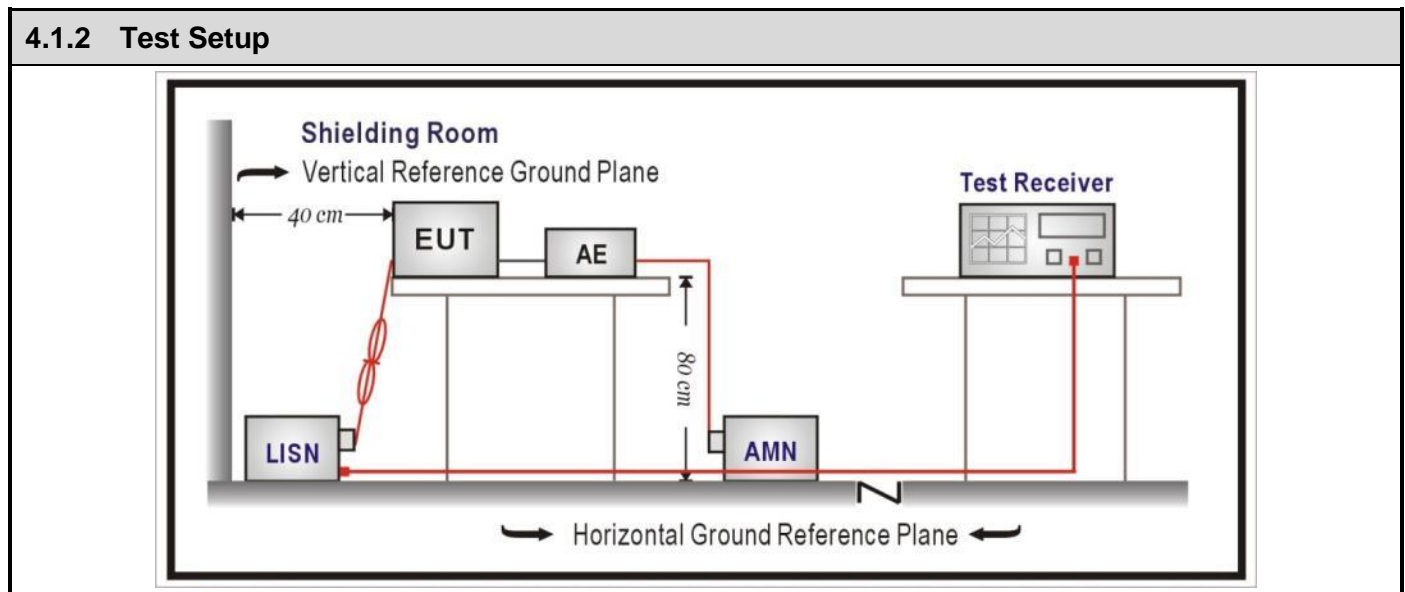 4.1.2 Test Setup
Shielding Room
Vertical Reference Ground Plane
Test Receiver
40 cm
EUT
AE
80 cm
LISN
AMN
Horizontal Ground Reference Plane